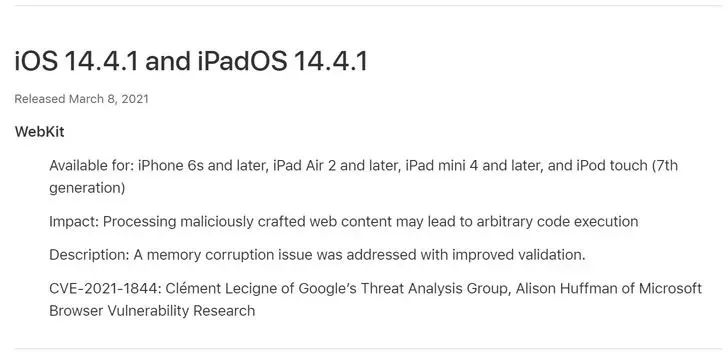 iOS 14.4.1 and iPadOS 14.4.1
Released March 8, 2021
WebKit
Available for: iPhone 6s and later, iPad Air 2 and later, iPad mini 4 and later, and iPod touch (7th
generation)
Impact: Processing maliciously crafted web content may lead to arbitrary code execution
Description: A memory corruption issue was addressed with improved validation.
CVE-2021-1844: Clément Lecigne of Google’s Threat Analysis Group, Alison Huffman of Microsoft
Browser Vulnerability Research